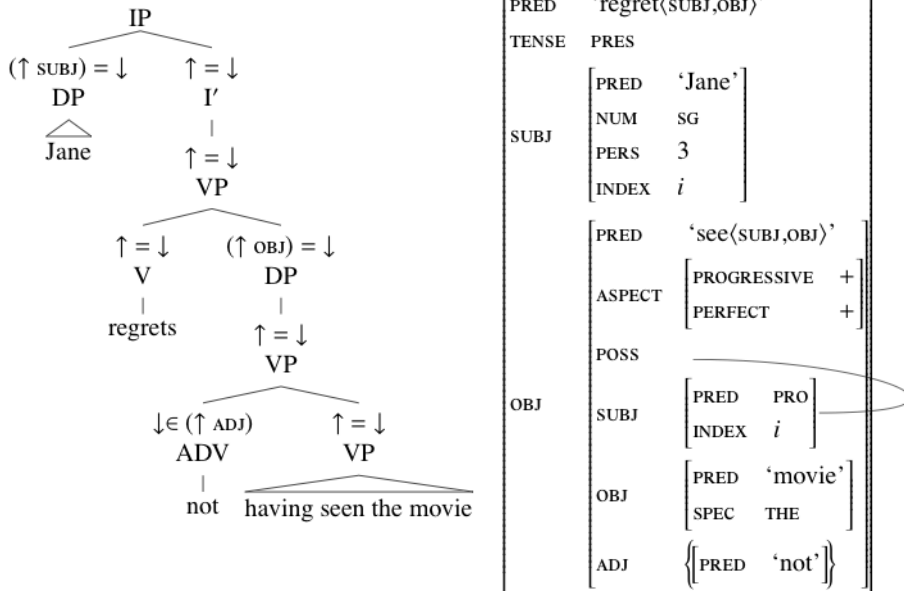 IP
(↑ SUBJ) = ↓ ↑ = ↓
DP I′
Jane
↑ = ↓
VP
↑ = ↓ (↑ OBJ) = ↓
V DP
regrets
↑ = ↓
VP
↓∈ (↑ ADJ) ↑ = ↓
ADV VP
not having seen the movie
PRED ‘regret⟨SUBJ,OBJ⟩’
TENSE PRES
SUBJ
PRED ‘Jane’
NUM SG
PERS 3
INDEX i
OBJ
PRED ‘see⟨SUBJ,OBJ⟩’
ASPECT
PROGRESSIVE +
PERFECT +
POSS
SUBJ
PRED PRO
INDEX i
OBJ
PRED ‘movie’
SPEC THE
ADJ {[PRED ‘not’]}